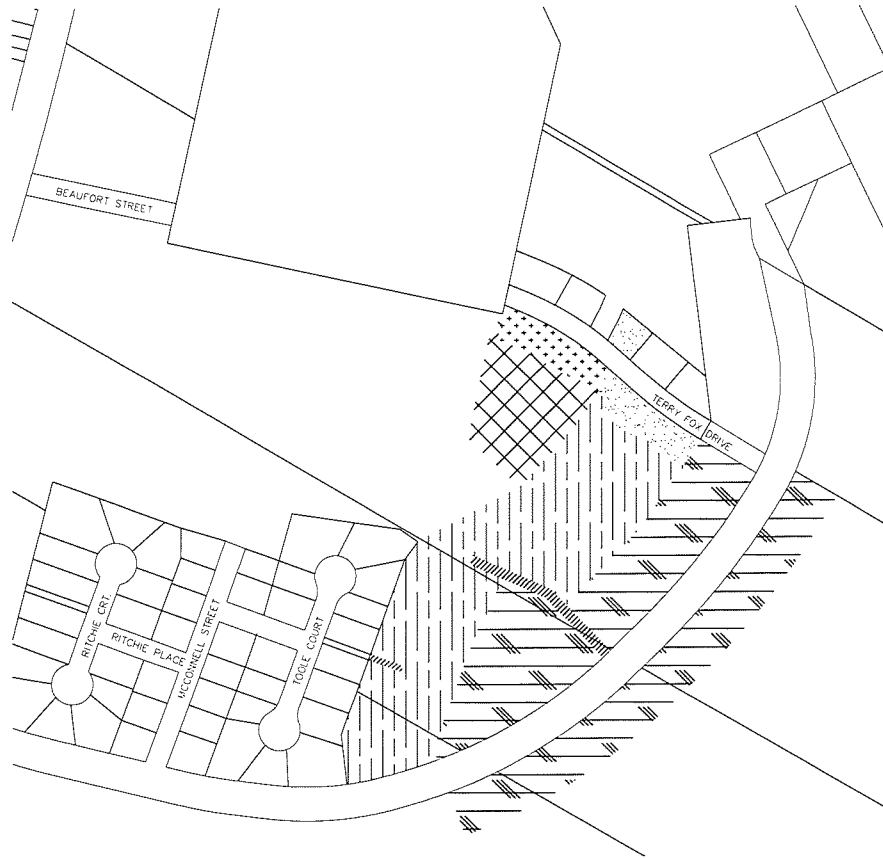 BEAUFORT STREET
TERRY FOX DRIVE
RITCHIE CRT.
RITCHIE PLACE
MCCONNELL STREET
TOOLE COURT